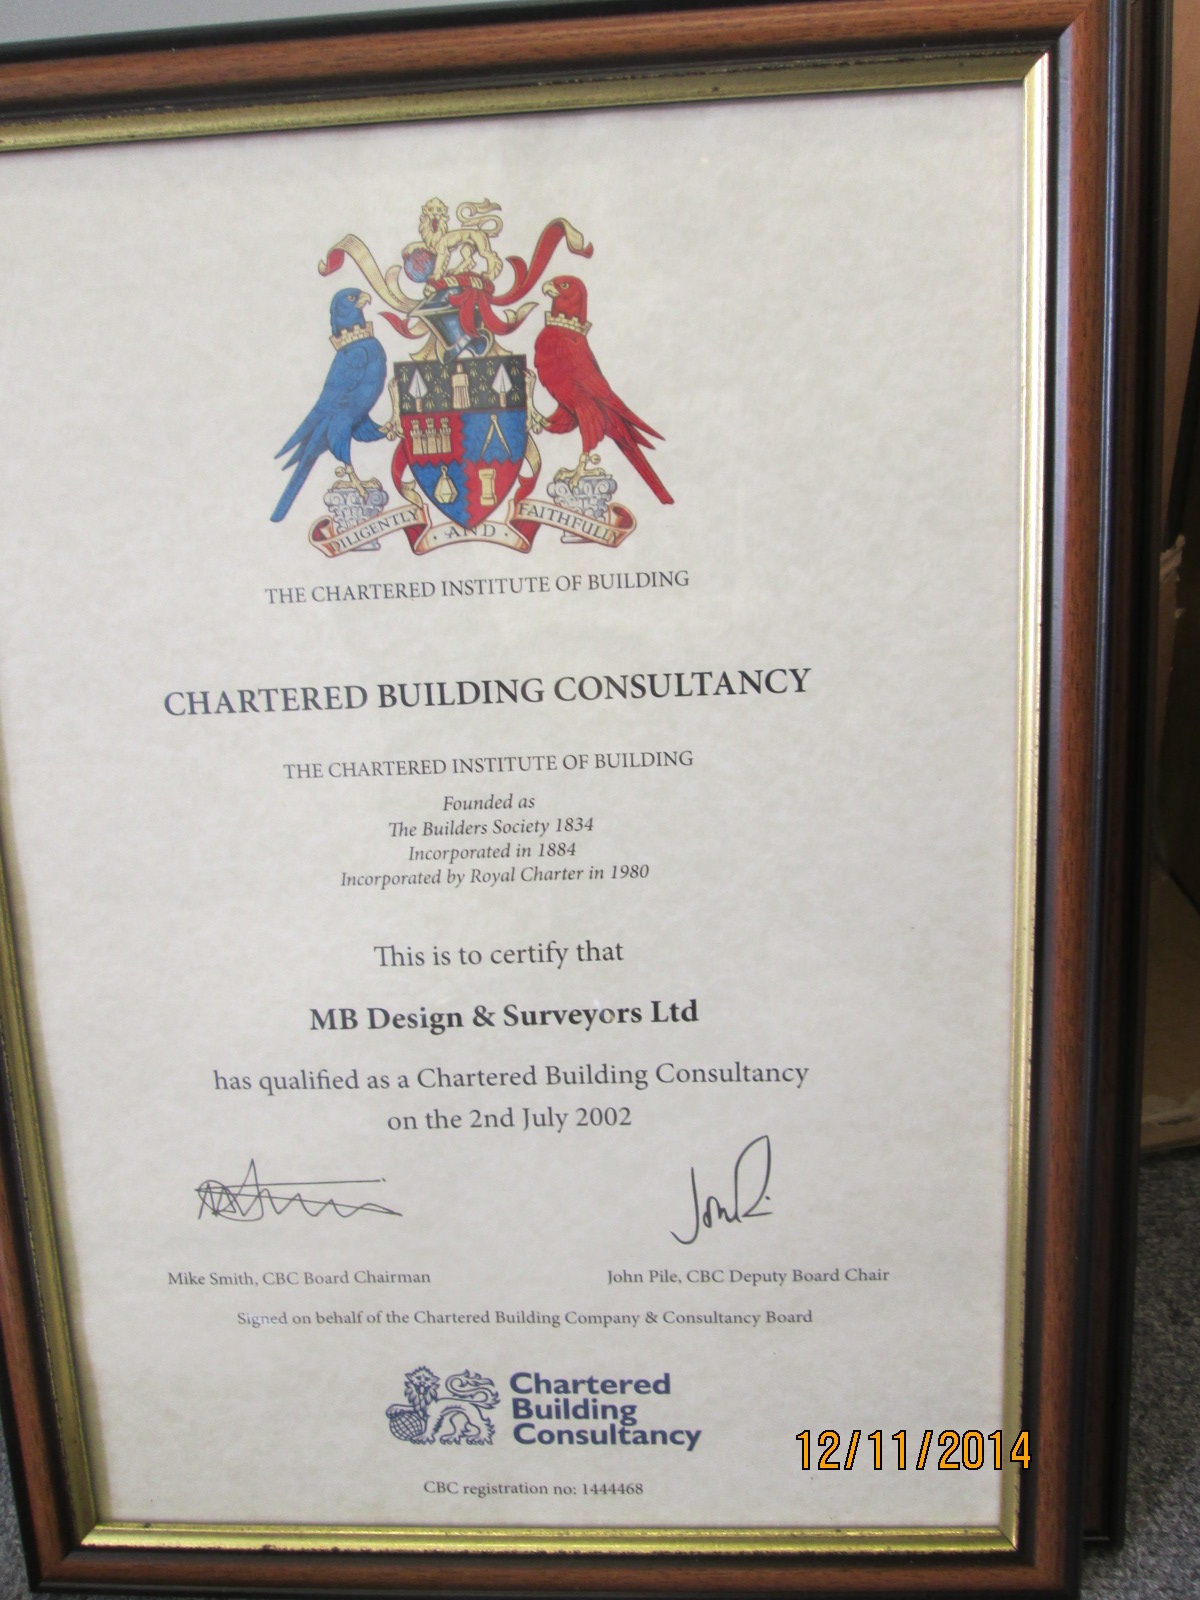 DILIGENTLY
· AND ·
FAITHFULLY
THE CHARTERED INSTITUTE OF BUILDING
CHARTERED BUILDING CONSULTANCY
THE CHARTERED INSTITUTE OF BUILDING
Founded as
The Builders Society 1834
Incorporated in 1884
Incorporated by Royal Charter in 1980
This is to certify that
MB Design & Surveyors Ltd
has qualified as a Chartered Building Consultancy
on the 2nd July 2002
Mike Smith, CBC Board Chairman
John Pile, CBC Deputy Board Chair
Signed on behalf of the Chartered Building Company & Consultancy Board
Chartered
Building
Consultancy
12/11/2014
CBC registration no: 1444468